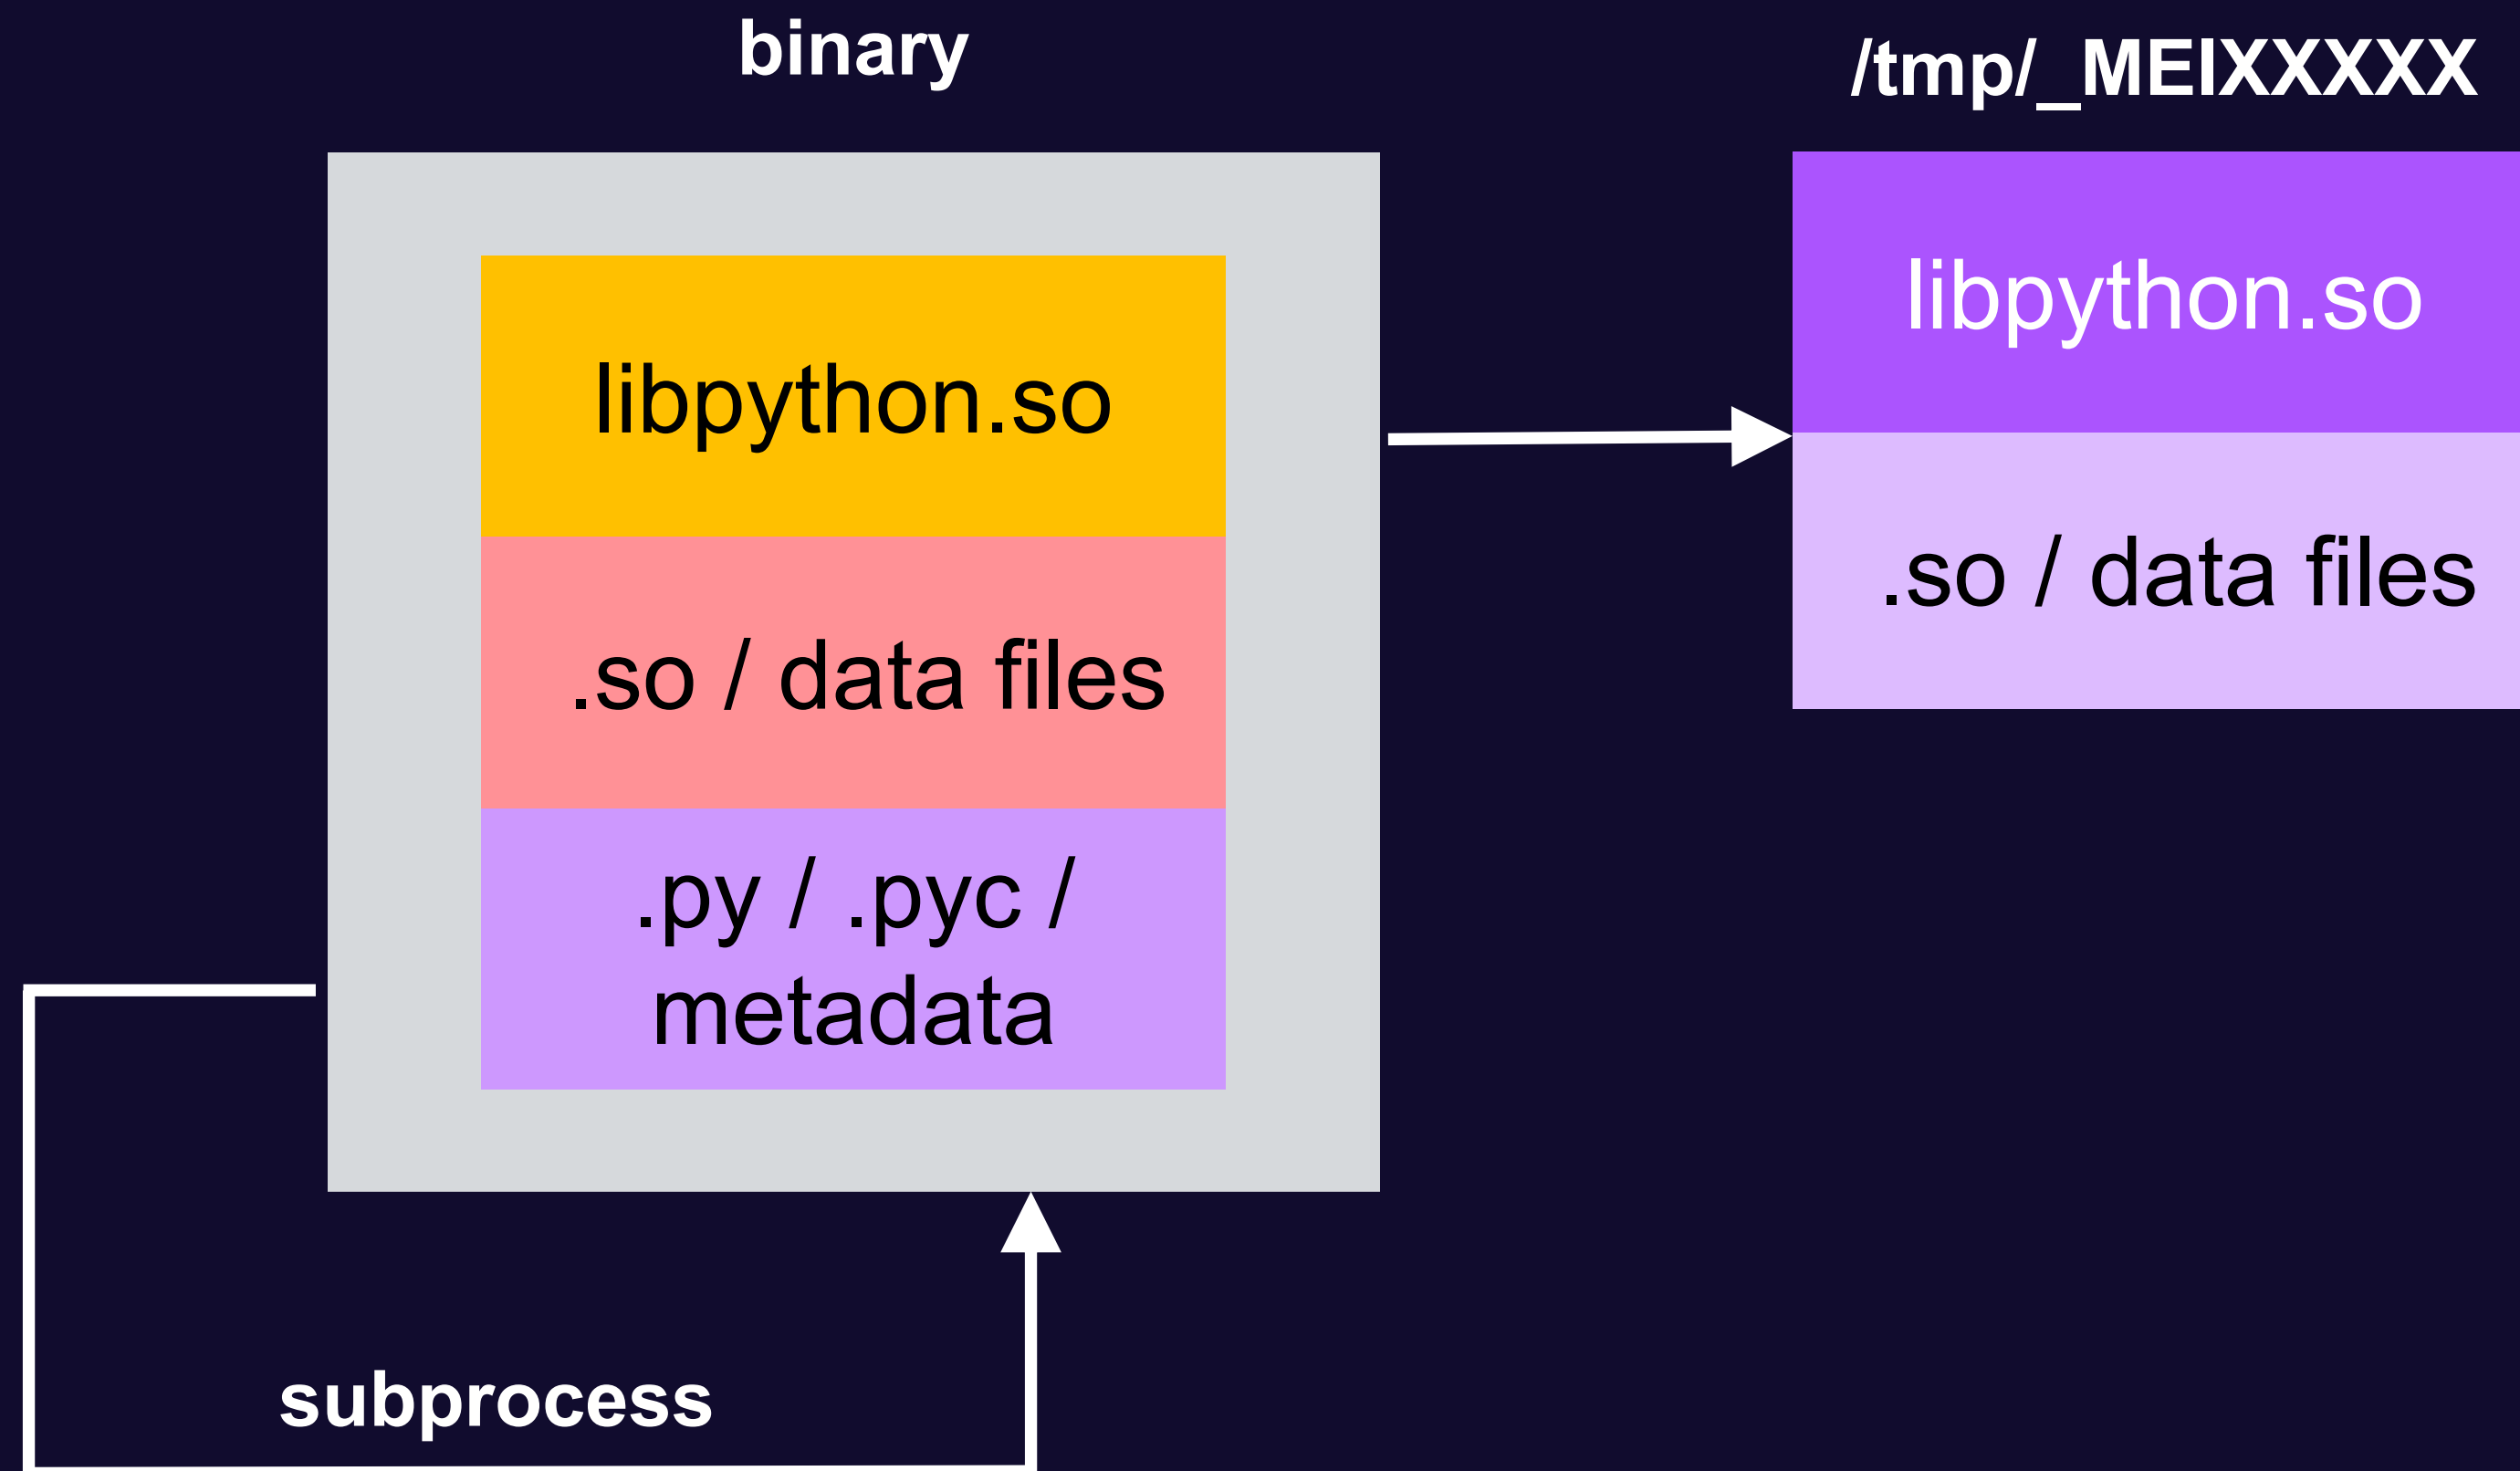 binary
/tmp/_MEIXXXXX
libpython.so
.so / data files
.py / .pyc /
metadata
libpython.so
.so / data files
subprocess